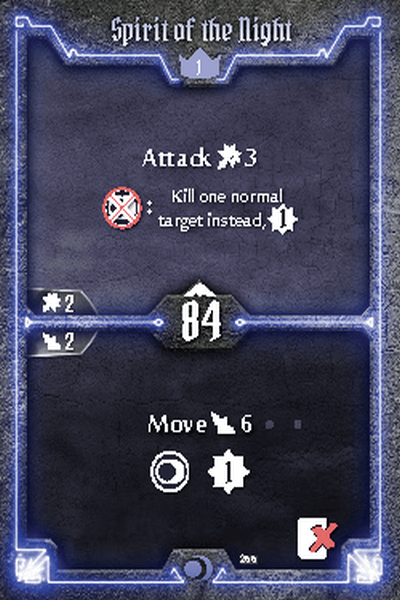 Spirit of the Night
1
Attack 3
: Kill one normal
target instead, 1
2
84
2
Move 6
1